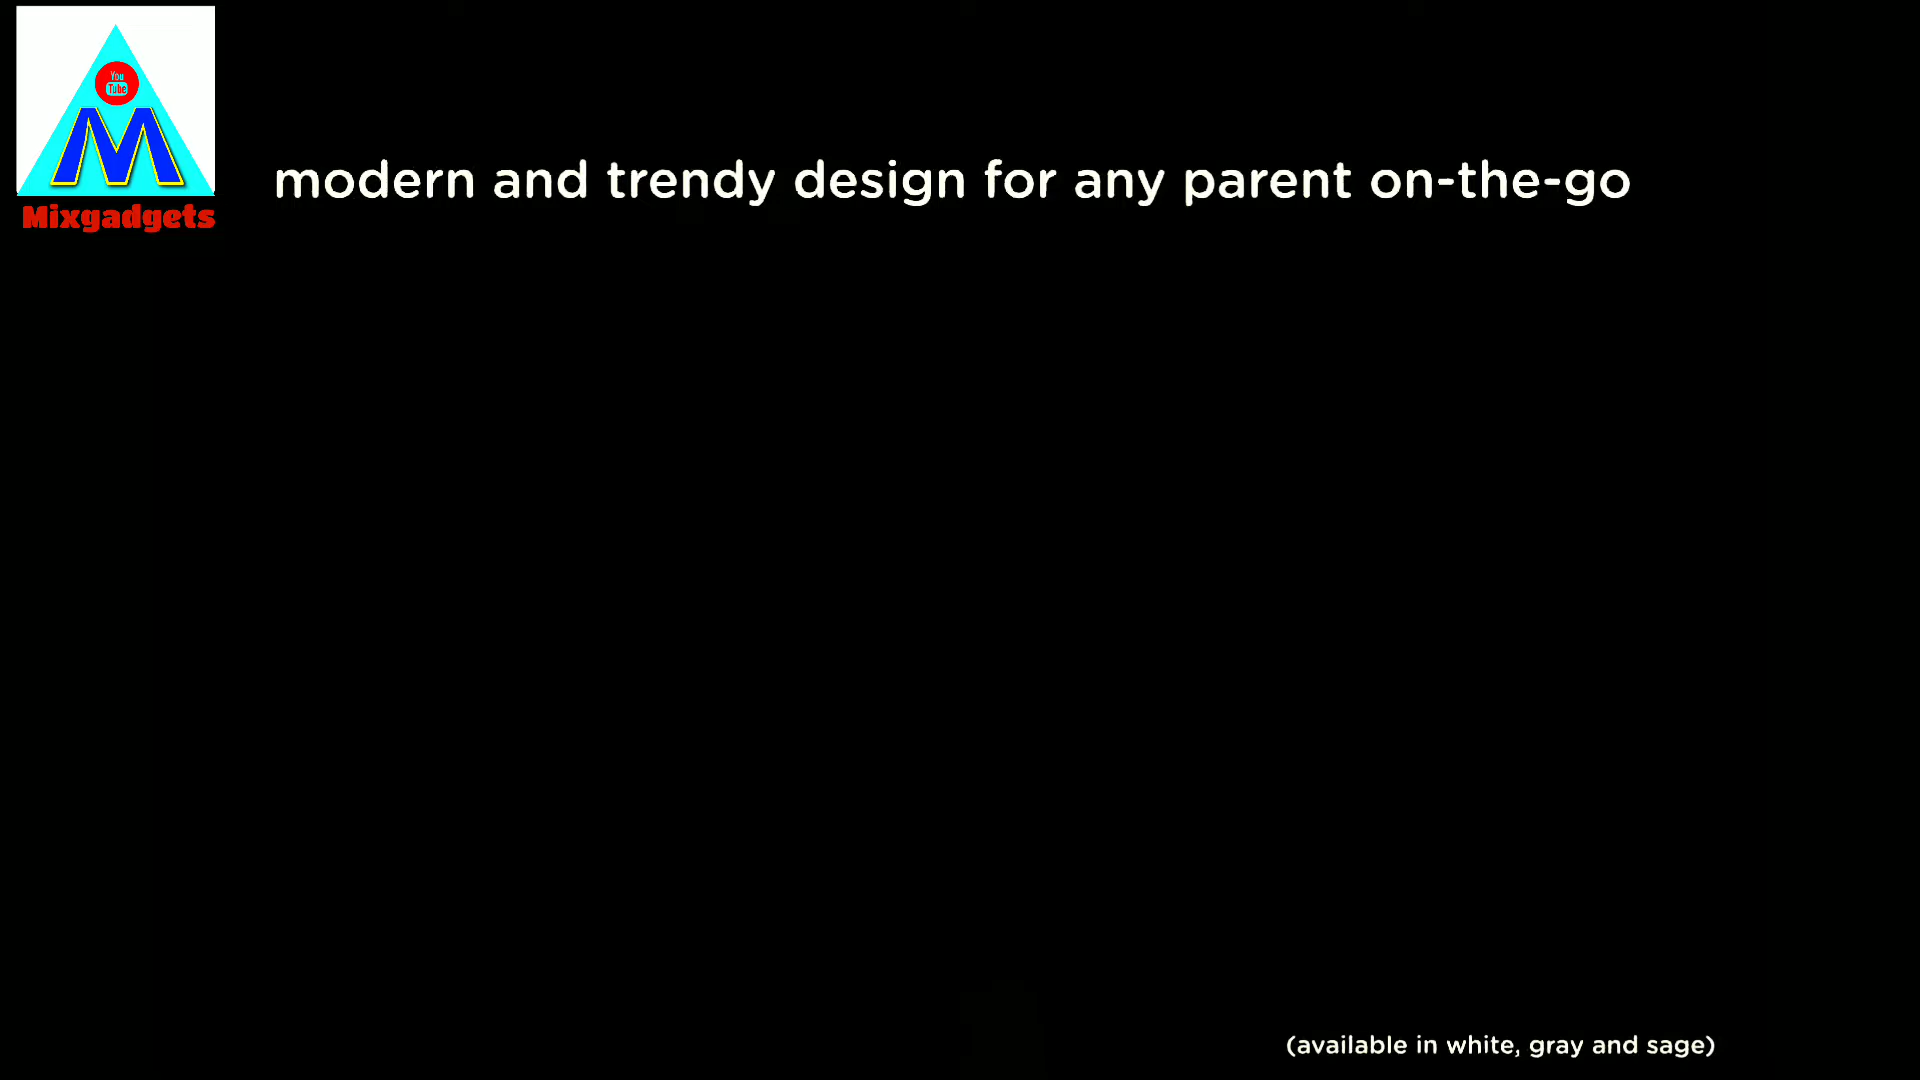 You
Tube
M
Mixgadgets
modern and trendy design for any parent on-the-go
(available in white, gray and sage)